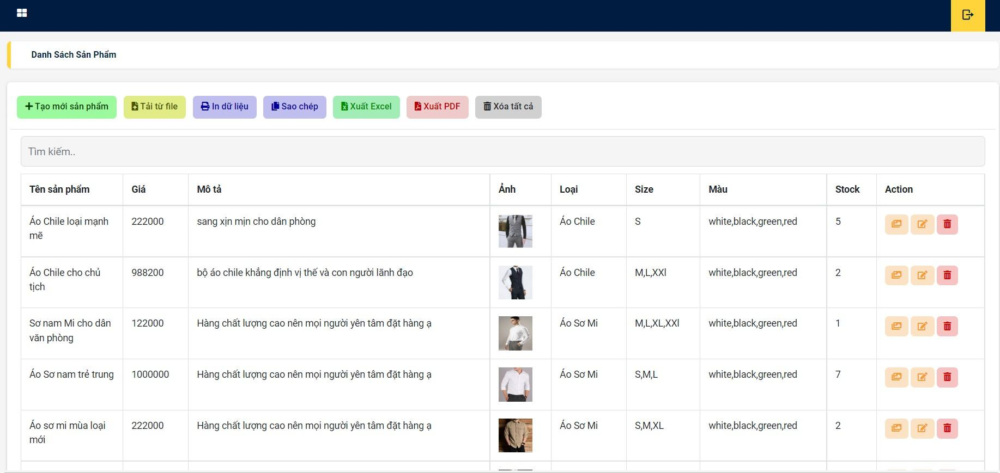 Danh Sách Sản Phẩm
Tạo mới sản phẩm Tải từ file In dữ liệu Sao chép Xuất Excel Xuất PDF Xóa tất cả
Tìm kiếm..
Tên sản phẩm Giá Mô tả Ảnh Loại Size Màu Stock Action
Áo Chile loại mạnh 222000 sang xịn mịn cho dân phòng Áo Chile S white,black,green,red 5
mẽ
Áo Chile cho chủ 988200 bộ áo chile khẳng định vị thế và con người lãnh đạo Áo Chile M,L,XXl white,black,green,red 2
tịch
Sơ nam Mi cho dân 122000 Hàng chất lượng cao nên mọi người yên tâm đặt hàng ạ Áo Sơ Mi M,L,XL,XXl white,black,green,red 1
văn phòng
Áo Sơ nam trẻ trung 1000000 Hàng chất lượng cao nên mọi người yên tâm đặt hàng ạ Áo Sơ Mi S,M,L white,black,green,red 7
Áo sơ mi mùa loại 222000 Hàng chất lượng cao nên mọi người yên tâm đặt hàng ạ Áo Sơ Mi S,M,XL white,black,green,red 2
mới